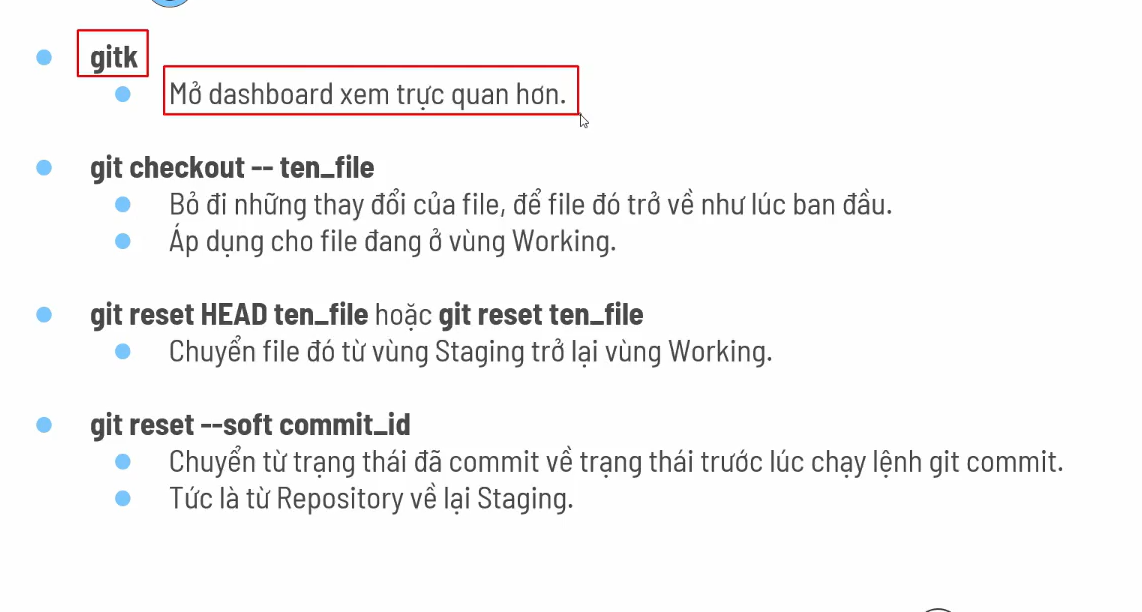 gitk
Mở dashboard xem trực quan hơn.
git checkout -- ten_file
Bỏ đi những thay đổi của file, để file đó trở về như lúc ban đầu.
Áp dụng cho file đang ở vùng Working.
git reset HEAD ten_file hoặc git reset ten_file
Chuyển file đó từ vùng Staging trở lại vùng Working.
git reset --soft commit_id
Chuyển từ trạng thái đã commit về trạng thái trước lúc chạy lệnh git commit.
Tức là từ Repository về lại Staging.